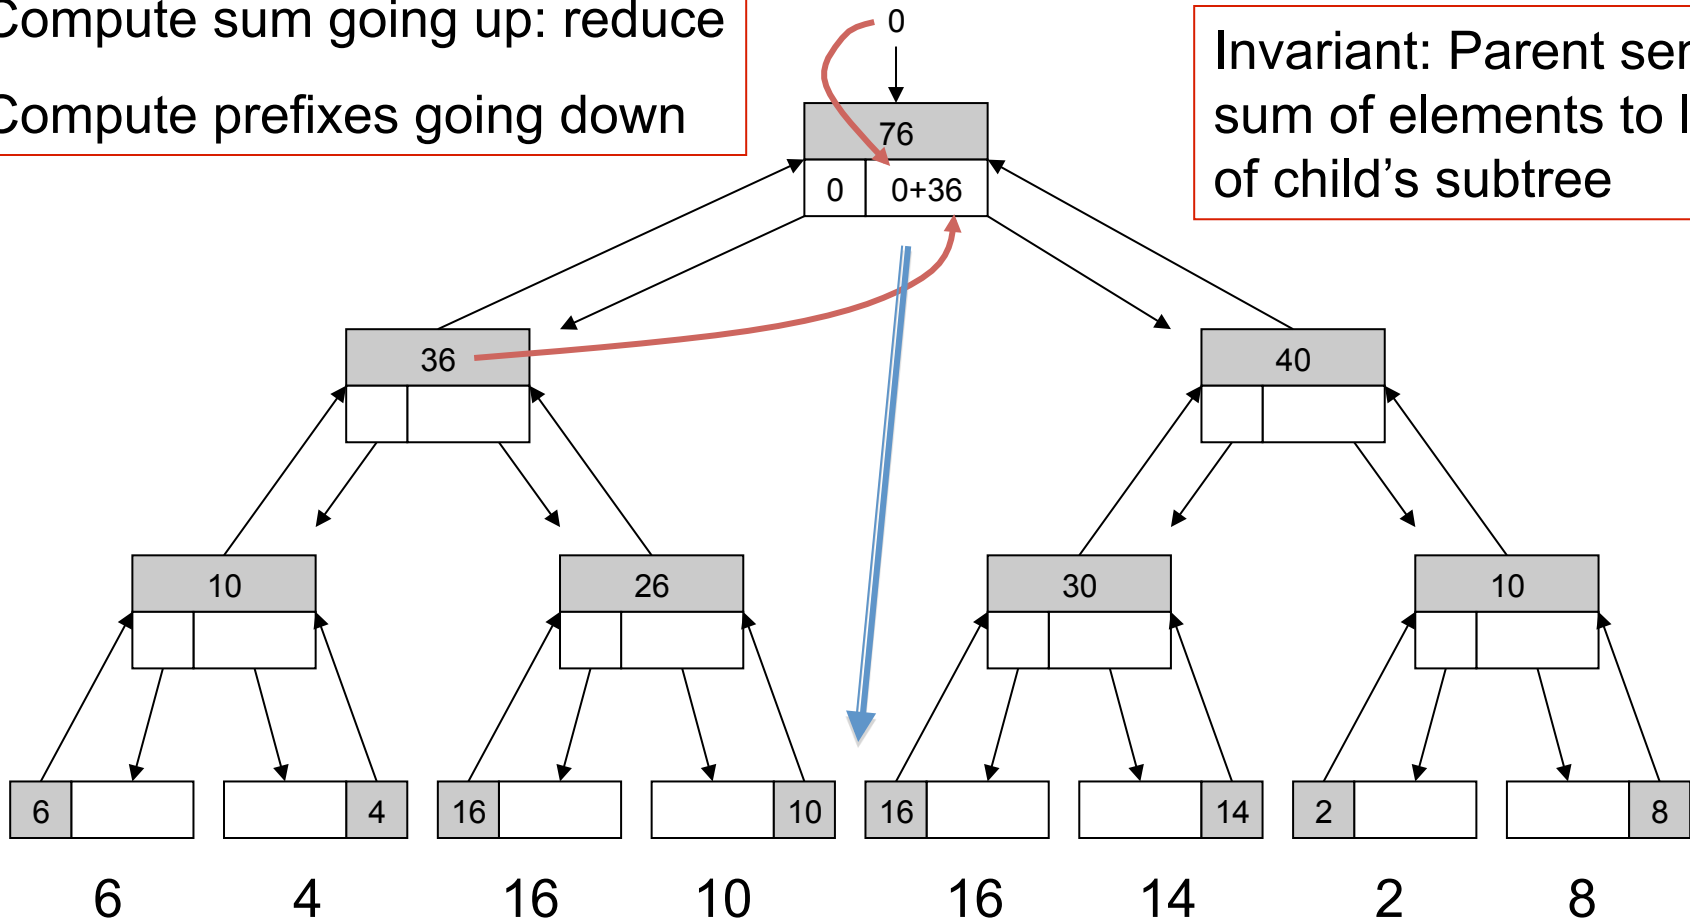 Compute sum going up: reduce
Compute prefixes going down
0
Invariant: Parent
sum of elements to
of child's subtree
76
0 0+36
36 40
10 26 30 10
6 4 16 10 16 14 2 8
6 4 16 10 16 14 2 8